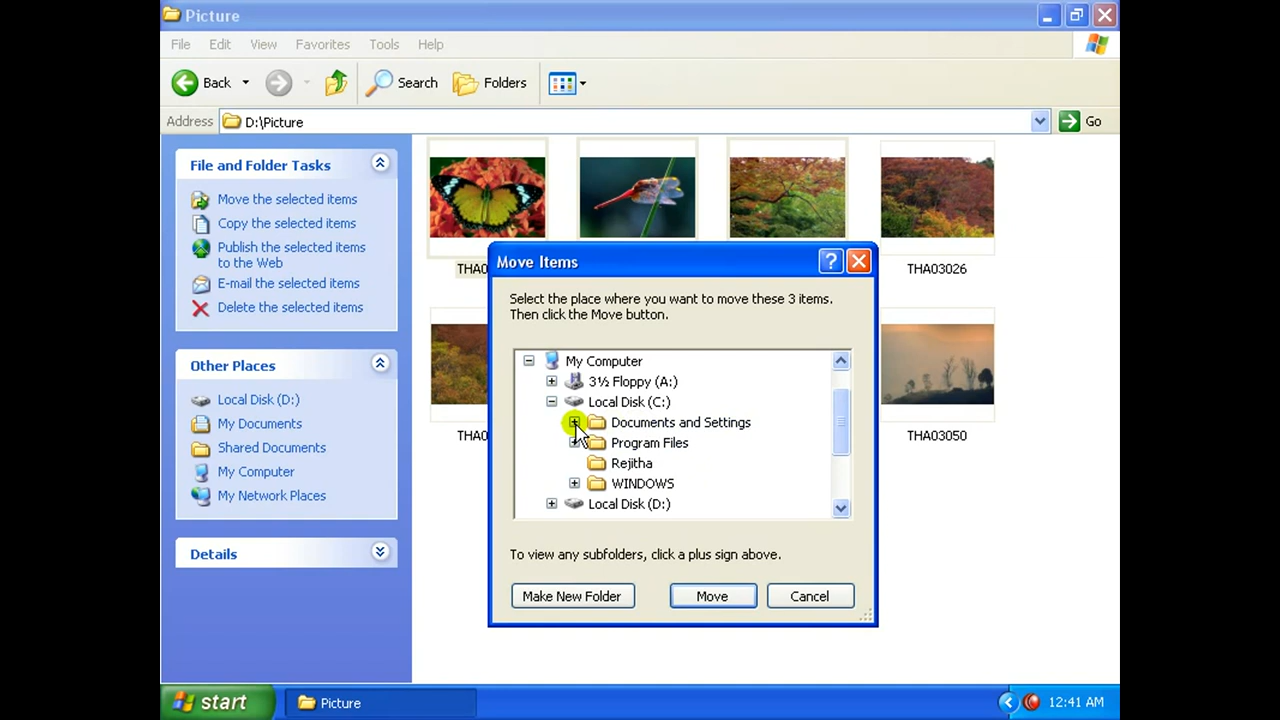 Picture
File Edit View Favorites Tools Help
Back Search Folders
Address D:\Picture Go
File and Folder Tasks
Move the selected items
Copy the selected items
Publish the selected items
to the Web
E-mail the selected items
Delete the selected items
Other Places
Local Disk (D:)
My Documents
Shared Documents
My Computer
My Network Places
Details
THA0
THA03026
THA0
THA03050
Move Items
Select the place where you want to move these 3 items.
Then click the Move button.
My Computer
3½ Floppy (A:)
Local Disk (C:)
Documents and Settings
Program Files
Rejitha
WINDOWS
Local Disk (D:)
To view any subfolders, click a plus sign above.
Make New Folder Move Cancel
start Picture 12:41 AM